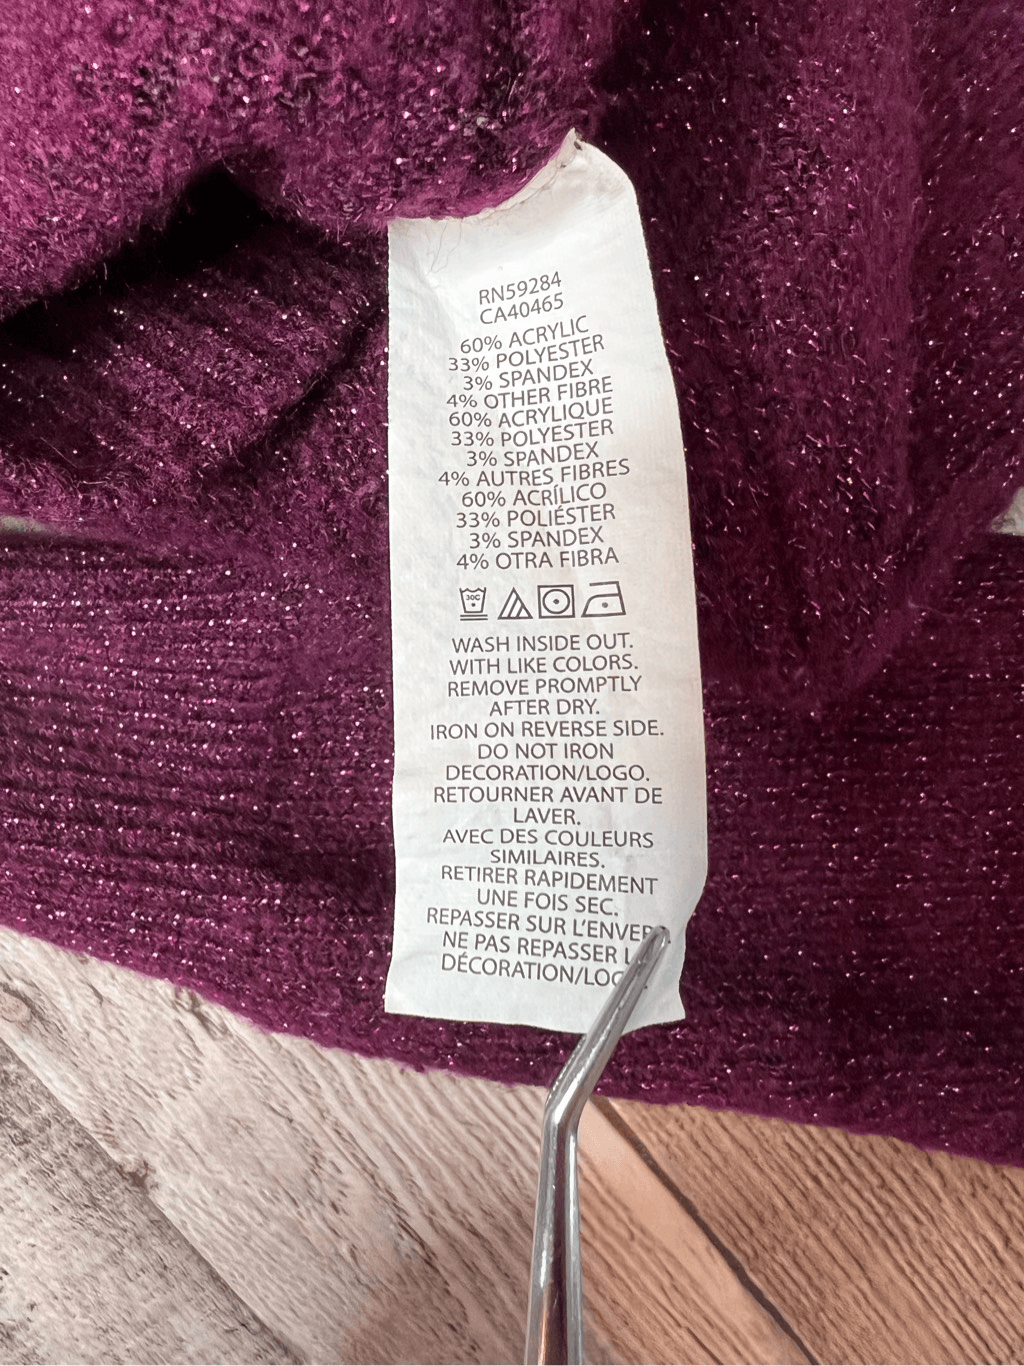 RN59284
CA40465
60% ACRYLIC
33% POLYESTER
3% SPANDEX
4% OTHER FIBRE
60% ACRYLIQUE
33% POLYESTER
3% SPANDEX
4% AUTRES FIBRES
60% ACRÍLICO
33% POLIÉSTER
3% SPANDEX
4% OTRA FIBRA
30C
WASH INSIDE OUT.
WITH LIKE COLORS.
REMOVE PROMPTLY
AFTER DRY.
IRON ON REVERSE SIDE.
DO NOT IRON
DECORATION/LOGO.
RETOURNER AVANT DE
LAVER.
AVEC DES COULEURS
SIMILAIRES.
RETIRER RAPIDEMENT
UNE FOIS SEC.
REPASSER SUR
NE PAS REPASSER